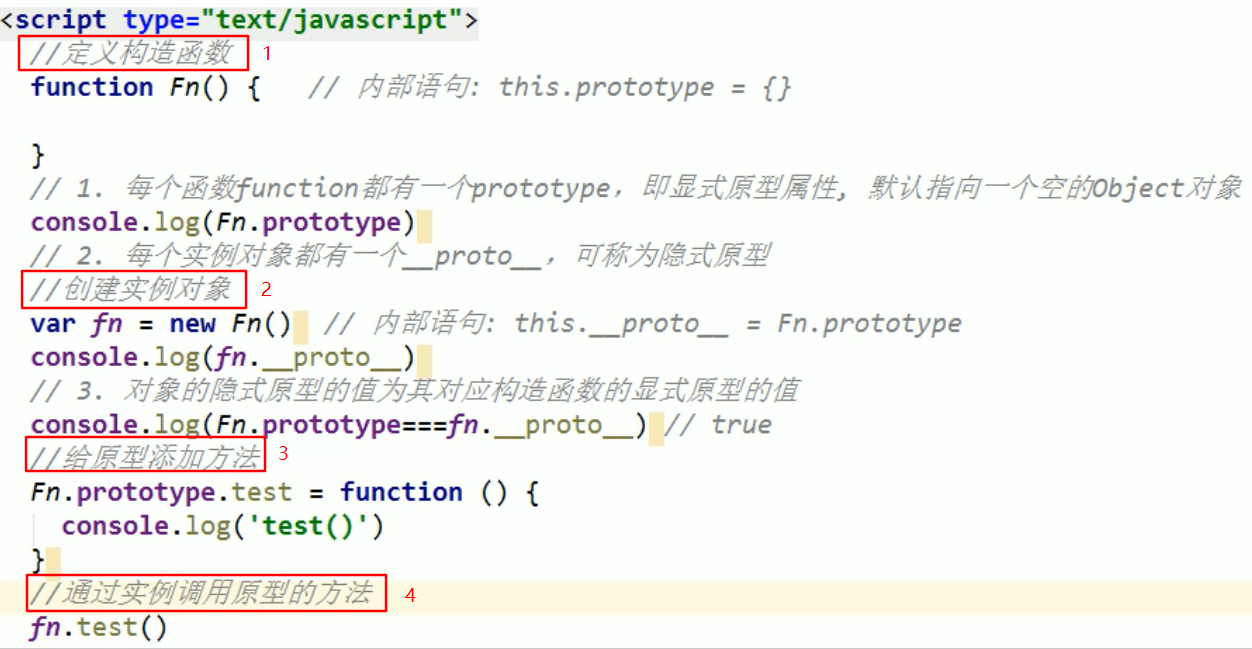 <script type="text/javascript">
//定义构造函数 1
function Fn() { // 内部语句: this.prototype = {}
}
// 1. 每个函数function都有一个prototype，即显式原型属性, 默认指向一个空的Object对象
console.log(Fn.prototype)
// 2. 每个实例对象都有一个__proto__，可称为隐式原型
//创建实例对象 2
var fn = new Fn() // 内部语句: this.__proto__ = Fn.prototype
console.log(fn.__proto__)
// 3. 对象的隐式原型的值为其对应构造函数的显式原型的值
console.log(Fn.prototype===fn.__proto__) // true
//给原型添加方法 3
Fn.prototype.test = function () {
console.log('test()')
}
//通过实例调用原型的方法 4
fn.test()